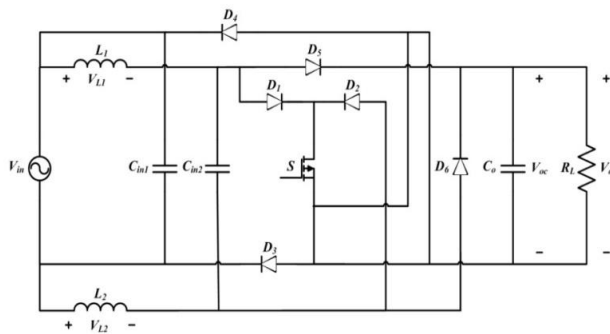 D4
L1
D5
+ VL1 −
D1
D2
+
+
Vin
Cin1
Cin2
S
D6
Co
Voc
RL
D3
−
−
L2
+ VL2 −